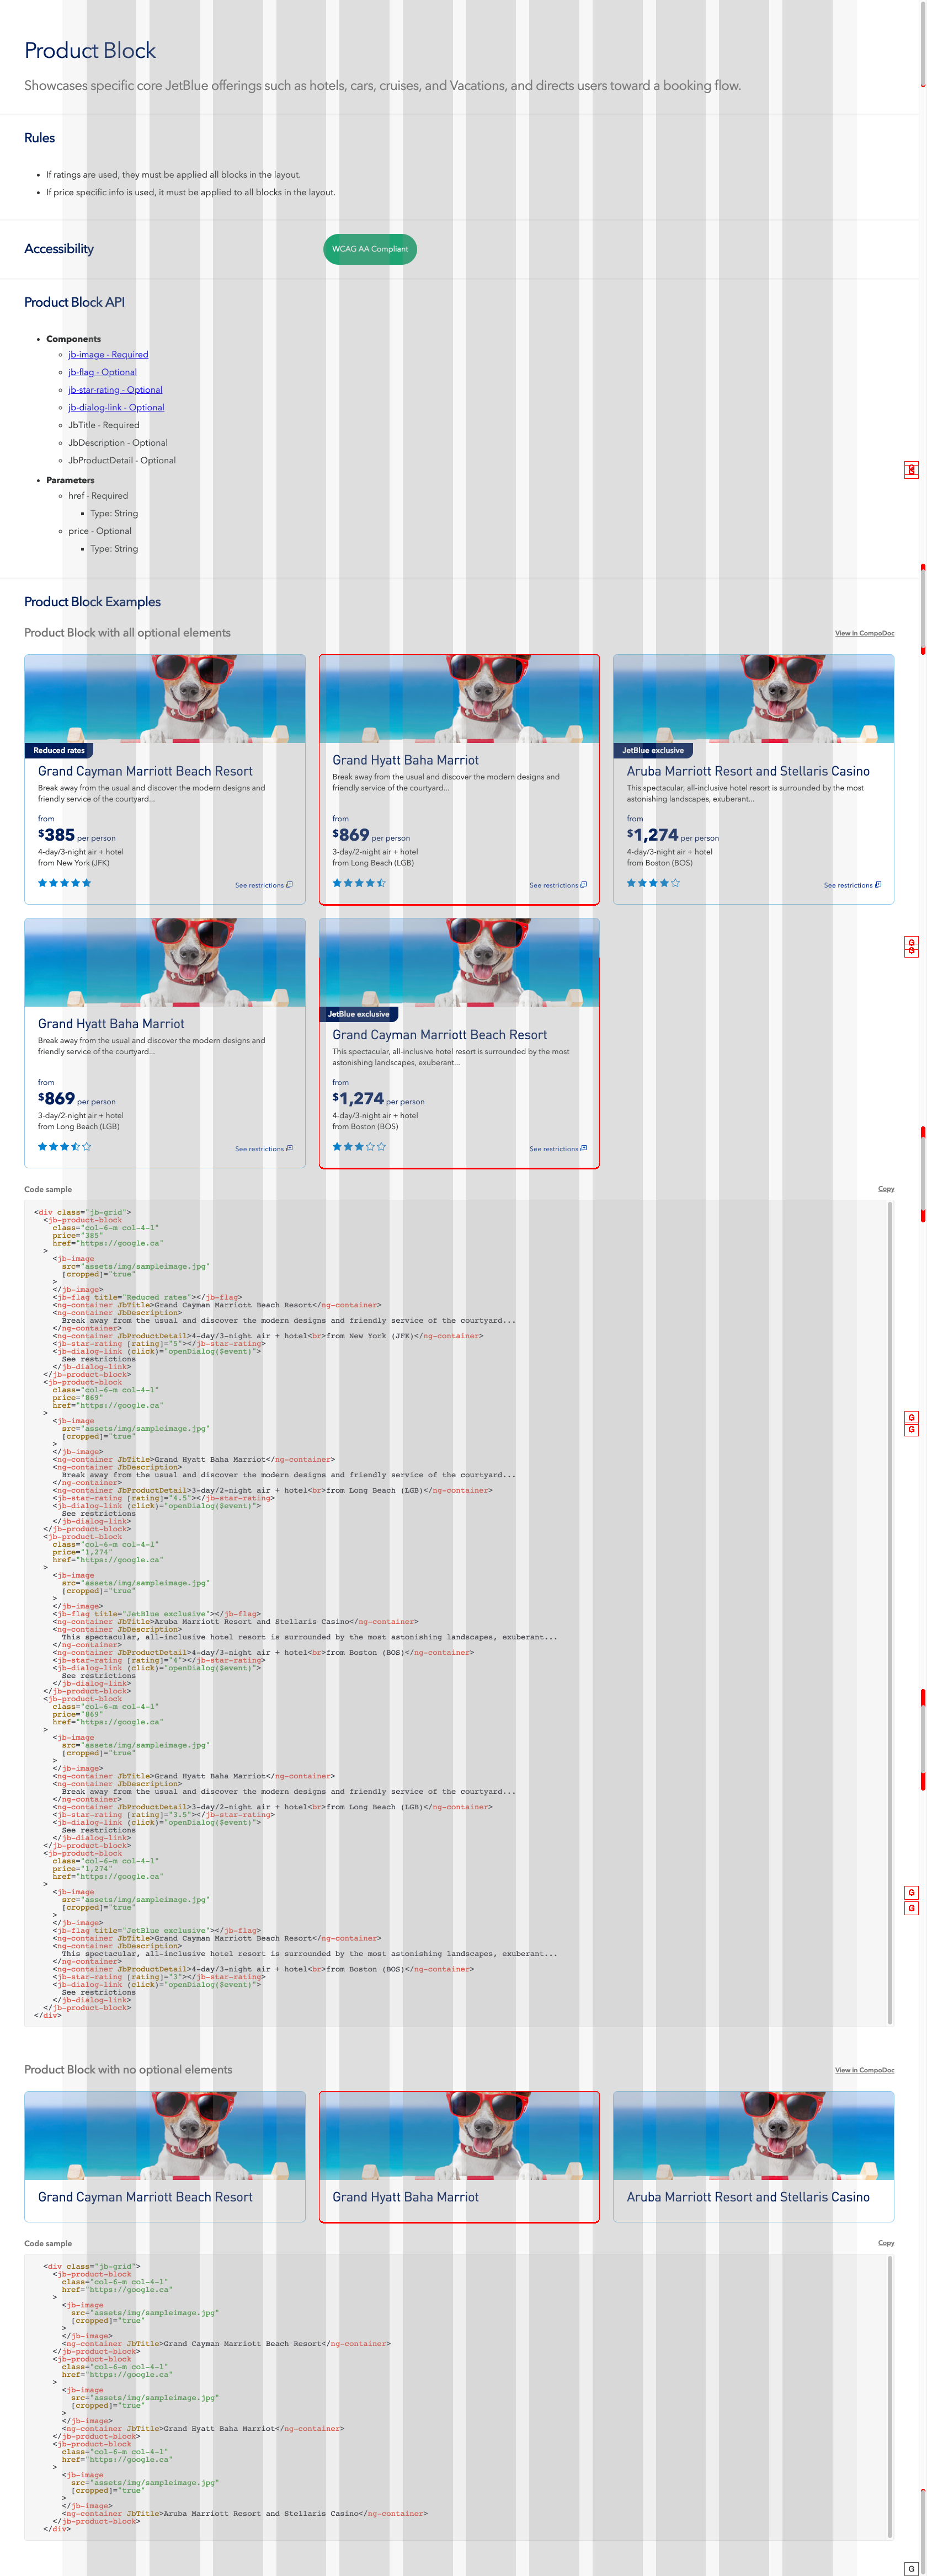 Product Block
Showcases specific core JetBlue offerings such as hotels, cars, cruises, and Vacations, and directs users toward a booking flow.
Rules
If ratings are used, they must be applied all blocks in the layout.
If price specific info is used, it must be applied to all blocks in the layout.
Accessibility
WCAG AA Compliant
Product Block API
Components
jb-image - Required
jb-flag - Optional
jb-star-rating - Optional
jb-dialog-link - Optional
JbTitle - Required
JbDescription - Optional
JbProductDetail - Optional
Parameters
href - Required
Type: String
price - Optional
Type: String
Product Block Examples
Product Block with all optional elements
View in CompoDoc
Reduced rates
Grand Cayman Marriott Beach Resort
Break away from the usual and discover the modern designs and
friendly service of the courtyard...
from
$385 per person
4-day/3-night air + hotel
from New York (JFK)
See restrictions
Grand Hyatt Baha Marriot
Break away from the usual and discover the modern designs and
friendly service of the courtyard...
from
$869 per person
3-day/2-night air + hotel
from Long Beach (LGB)
See restrictions
JetBlue exclusive
Aruba Marriott Resort and Stellaris Casino
This spectacular, all-inclusive hotel resort is surrounded by the most
astonishing landscapes, exuberant...
from
$1,274 per person
4-day/3-night air + hotel
from Boston (BOS)
See restrictions
Grand Hyatt Baha Marriot
Break away from the usual and discover the modern designs and
friendly service of the courtyard...
from
$869 per person
3-day/2-night air + hotel
from Long Beach (LGB)
See restrictions
JetBlue exclusive
Grand Cayman Marriott Beach Resort
This spectacular, all-inclusive hotel resort is surrounded by the most
astonishing landscapes, exuberant...
from
$1,274 per person
4-day/3-night air + hotel
from Boston (BOS)
See restrictions
Code sample
Copy
<div class="jb-grid">
<jb-product-block
class="col-6-m col-4-l"
price="385"
href="https://google.ca"
>
<jb-image
src="assets/img/sampleimage.jpg"
[cropped]="true"
>
</jb-image>
<jb-flag title="Reduced rates"></jb-flag>
<ng-container JbTitle>Grand Cayman Marriott Beach Resort</ng-container>
<ng-container JbDescription>
Break away from the usual and discover the modern designs and friendly service of the courtyard...
</ng-container>
<ng-container JbProductDetail>4-day/3-night air + hotel<br>from New York (JFK)</ng-container>
<jb-star-rating [rating]="5"></jb-star-rating>
<jb-dialog-link (click)="openDialog($event)">
See restrictions
</jb-dialog-link>
</jb-product-block>
<jb-product-block
class="col-6-m col-4-l"
price="869"
href="https://google.ca"
>
<jb-image
src="assets/img/sampleimage.jpg"
[cropped]="true"
>
</jb-image>
<ng-container JbTitle>Grand Hyatt Baha Marriot</ng-container>
<ng-container JbDescription>
Break away from the usual and discover the modern designs and friendly service of the courtyard...
</ng-container>
<ng-container JbProductDetail>3-day/2-night air + hotel<br>from Long Beach (LGB)</ng-container>
<jb-star-rating [rating]="4.5"></jb-star-rating>
<jb-dialog-link (click)="openDialog($event)">
See restrictions
</jb-dialog-link>
</jb-product-block>
<jb-product-block
class="col-6-m col-4-l"
price="1,274"
href="https://google.ca"
>
<jb-image
src="assets/img/sampleimage.jpg"
[cropped]="true"
>
</jb-image>
<jb-flag title="JetBlue exclusive"></jb-flag>
<ng-container JbTitle>Aruba Marriott Resort and Stellaris Casino</ng-container>
<ng-container JbDescription>
This spectacular, all-inclusive hotel resort is surrounded by the most astonishing landscapes, exuberant...
</ng-container>
<ng-container JbProductDetail>4-day/3-night air + hotel<br>from Boston (BOS)</ng-container>
<jb-star-rating [rating]="4"></jb-star-rating>
<jb-dialog-link (click)="openDialog($event)">
See restrictions
</jb-dialog-link>
</jb-product-block>
<jb-product-block
class="col-6-m col-4-l"
price="869"
href="https://google.ca"
>
<jb-image
src="assets/img/sampleimage.jpg"
[cropped]="true"
>
</jb-image>
<ng-container JbTitle>Grand Hyatt Baha Marriot</ng-container>
<ng-container JbDescription>
Break away from the usual and discover the modern designs and friendly service of the courtyard...
</ng-container>
<ng-container JbProductDetail>3-day/2-night air + hotel<br>from Long Beach (LGB)</ng-container>
<jb-star-rating [rating]="3.5"></jb-star-rating>
<jb-dialog-link (click)="openDialog($event)">
See restrictions
</jb-dialog-link>
</jb-product-block>
<jb-product-block
class="col-6-m col-4-l"
price="1,274"
href="https://google.ca"
>
<jb-image
src="assets/img/sampleimage.jpg"
[cropped]="true"
>
</jb-image>
<jb-flag title="JetBlue exclusive"></jb-flag>
<ng-container JbTitle>Grand Cayman Marriott Beach Resort</ng-container>
<ng-container JbDescription>
This spectacular, all-inclusive hotel resort is surrounded by the most astonishing landscapes, exuberant...
</ng-container>
<ng-container JbProductDetail>4-day/3-night air + hotel<br>from Boston (BOS)</ng-container>
<jb-star-rating [rating]="3"></jb-star-rating>
<jb-dialog-link (click)="openDialog($event)">
See restrictions
</jb-dialog-link>
</jb-product-block>
</div>
Product Block with no optional elements
View in CompoDoc
Grand Cayman Marriott Beach Resort
Grand Hyatt Baha Marriot
Aruba Marriott Resort and Stellaris Casino
Code sample
Copy
<div class="jb-grid">
<jb-product-block
class="col-6-m col-4-l"
href="https://google.ca"
>
<jb-image
src="assets/img/sampleimage.jpg"
[cropped]="true"
>
</jb-image>
<ng-container JbTitle>Grand Cayman Marriott Beach Resort</ng-container>
</jb-product-block>
<jb-product-block
class="col-6-m col-4-l"
href="https://google.ca"
>
<jb-image
src="assets/img/sampleimage.jpg"
[cropped]="true"
>
</jb-image>
<ng-container JbTitle>Grand Hyatt Baha Marriot</ng-container>
</jb-product-block>
<jb-product-block
class="col-6-m col-4-l"
href="https://google.ca"
>
<jb-image
src="assets/img/sampleimage.jpg"
[cropped]="true"
>
</jb-image>
<ng-container JbTitle>Aruba Marriott Resort and Stellaris Casino</ng-container>
</jb-product-block>
</div>
G
G
G
G
G
G
G